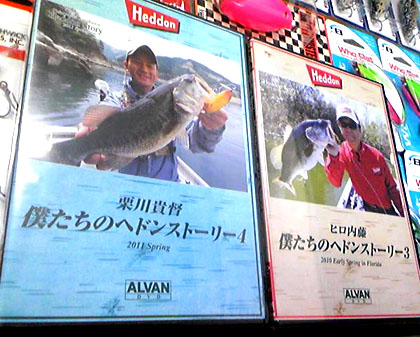 Heddon
栗川貴督
僕たちのヘドンストーリー4
2011 Spring
ALVAN
DVD
Heddon
ヒロ内藤
僕たちのヘドンストーリー3
2010 Early Spring in Florida
ALVAN
DVD